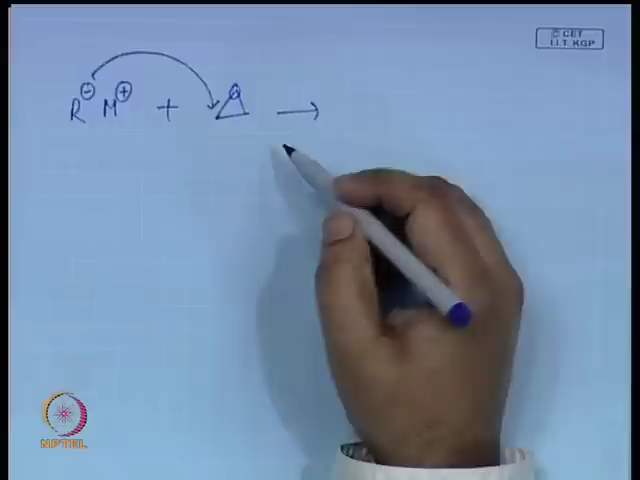 © CET
I.I.T. KGP
R⊖ M⊕ + O →
NPTEL